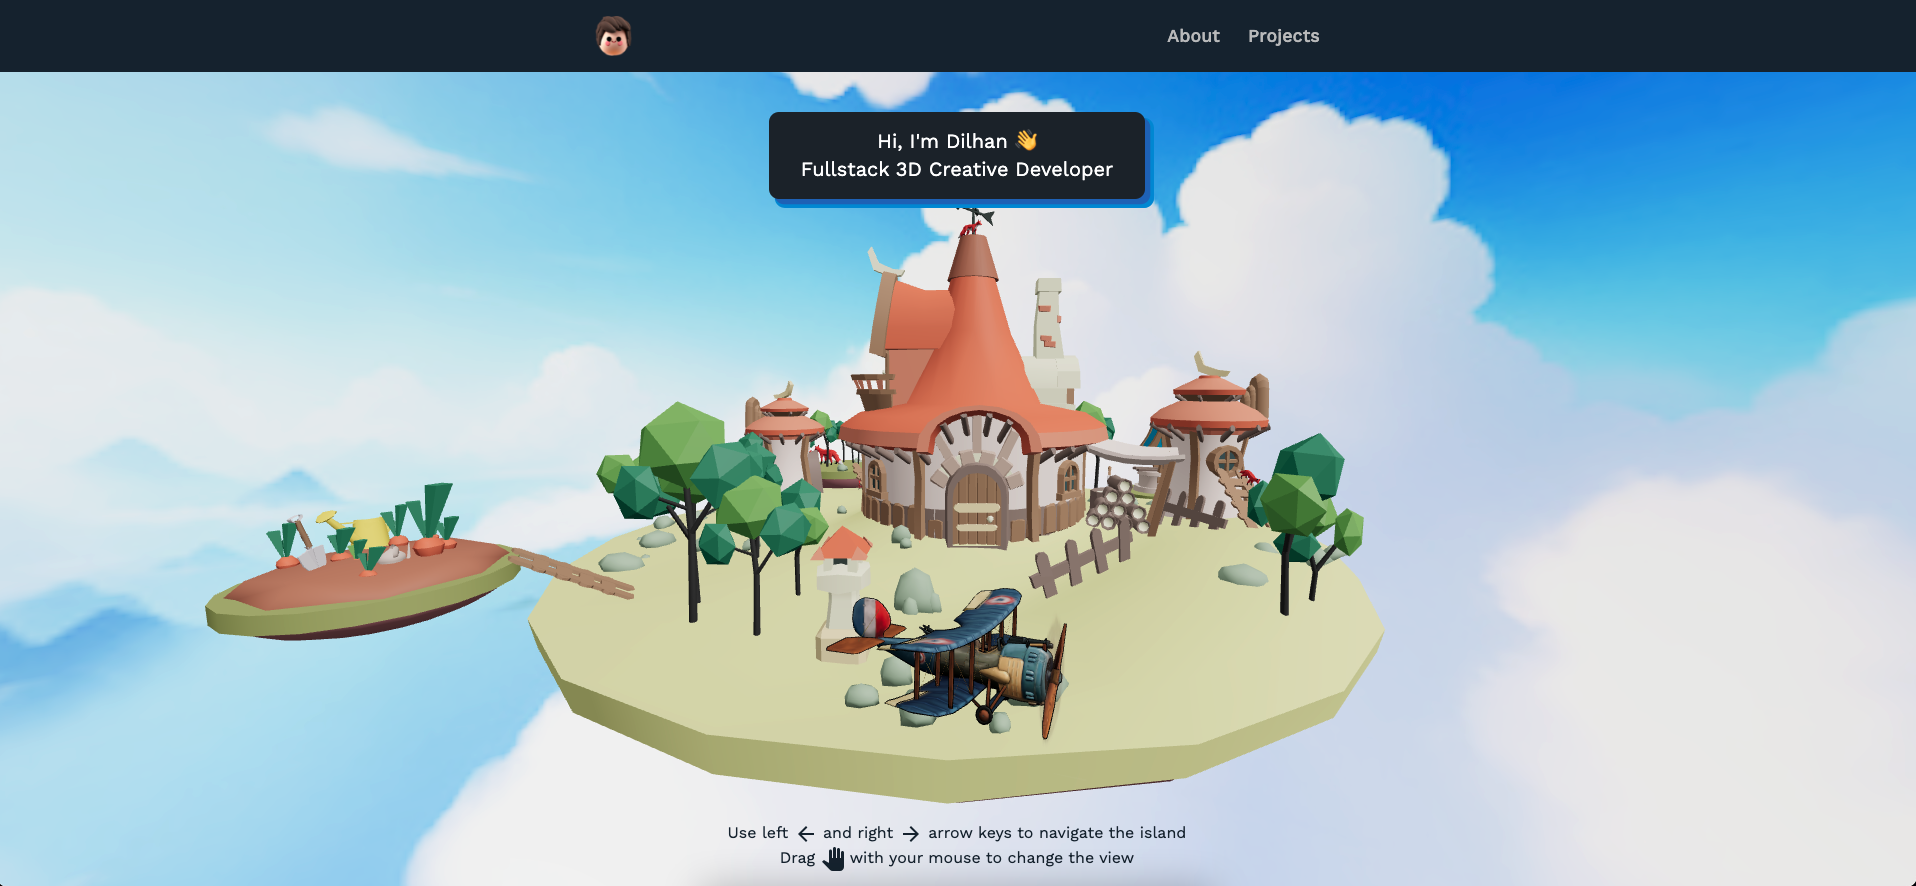 About Projects
Hi, I'm Dilhan 👋
Fullstack 3D Creative Developer
Use left ← and right → arrow keys to navigate the island
Drag with your mouse to change the view